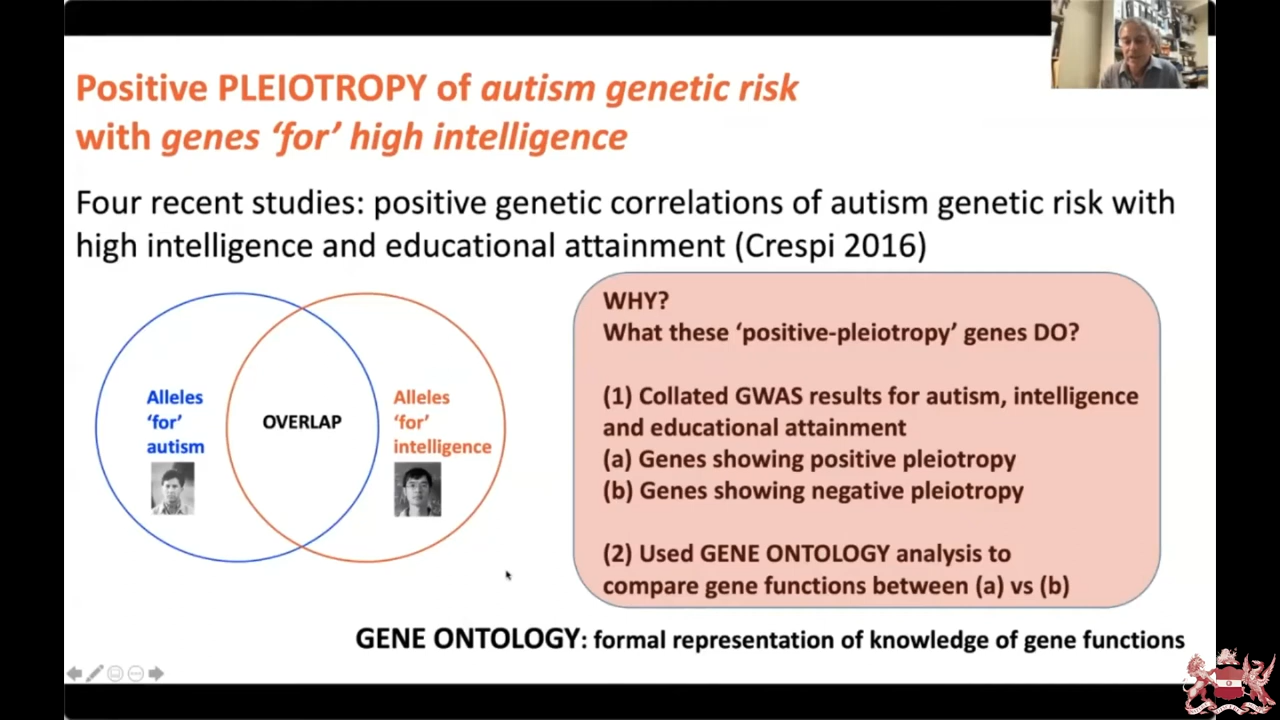 Positive PLEIOTROPY of autism genetic risk
with genes ‘for’ high intelligence
Four recent studies: positive genetic correlations of autism genetic risk with
high intelligence and educational attainment (Crespi 2016)
Alleles
‘for’
autism
OVERLAP
Alleles
‘for’
intelligence
WHY?
What these ‘positive-pleiotropy’ genes DO?
(1) Collated GWAS results for autism, intelligence
and educational attainment
(a) Genes showing positive pleiotropy
(b) Genes showing negative pleiotropy
(2) Used GENE ONTOLOGY analysis to
compare gene functions between (a) vs (b)
GENE ONTOLOGY: formal representation of knowledge of gene functions